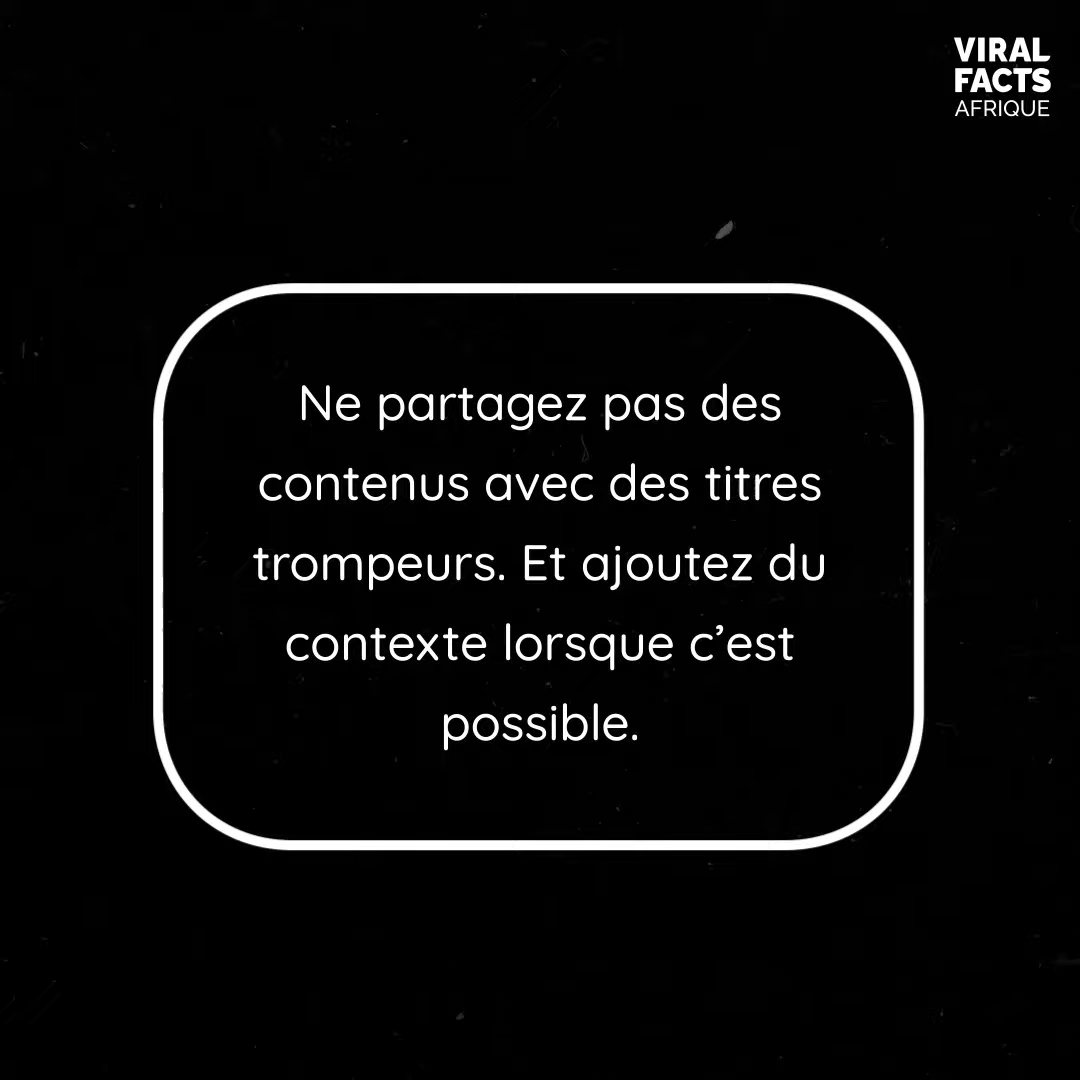 VIRAL
FACTS
AFRIQUE
Ne partagez pas des
contenus avec des titres
trompeurs. Et ajoutez du
contexte lorsque c’est
possible.